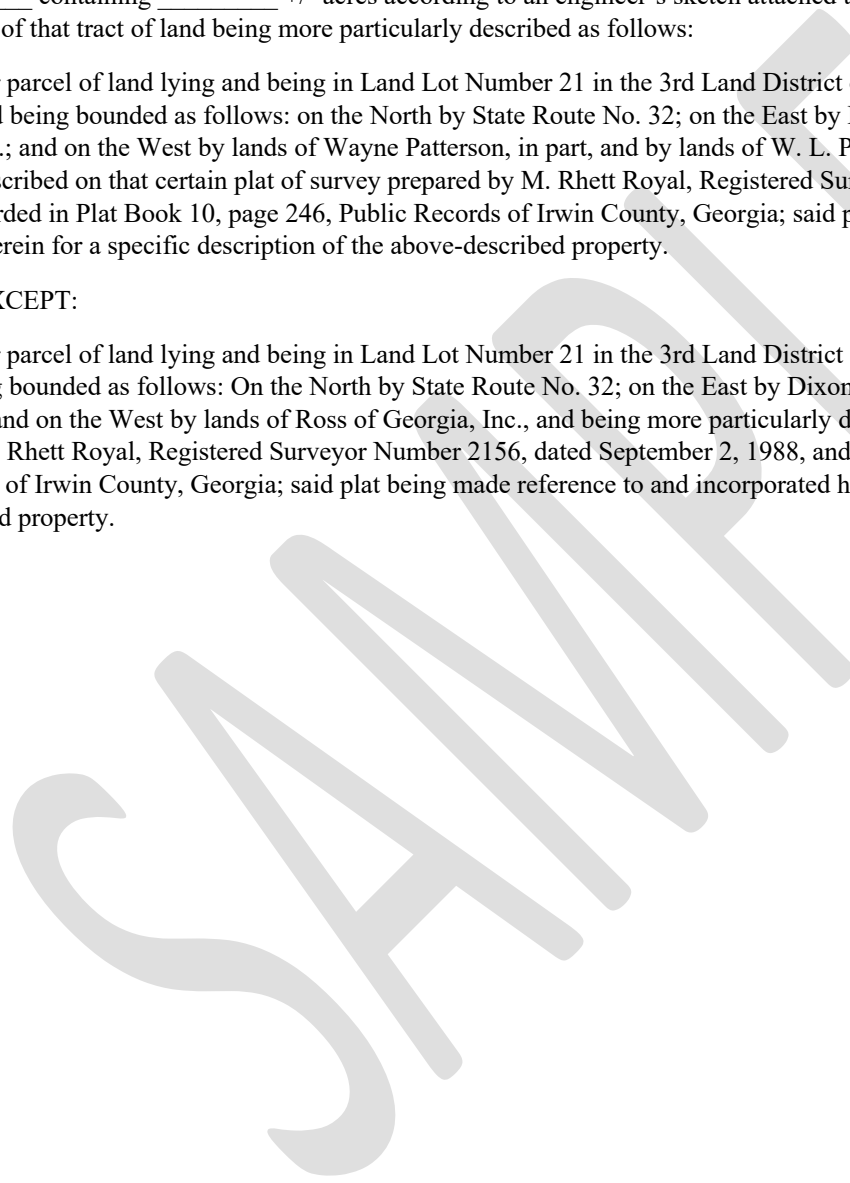 containing __________ +/- acres according to an engineer's sketch attached
of that tract of land being more particularly described as follows:
parcel of land lying and being in Land Lot Number 21 in the 3rd Land District
being bounded as follows: on the North by State Route No. 32; on the East by
.; and on the West by lands of Wayne Patterson, in part, and by lands of W. L. P
scribed on that certain plat of survey prepared by M. Rhett Royal, Registered Su
rded in Plat Book 10, page 246, Public Records of Irwin County, Georgia; said p
erein for a specific description of the above-described property.
XCEPT:
parcel of land lying and being in Land Lot Number 21 in the 3rd Land District
g bounded as follows: On the North by State Route No. 32; on the East by Dixon
and on the West by lands of Ross of Georgia, Inc., and being more particularly d
Rhett Royal, Registered Surveyor Number 2156, dated September 2, 1988, and
of Irwin County, Georgia; said plat being made reference to and incorporated h
d property.
SAMPLE